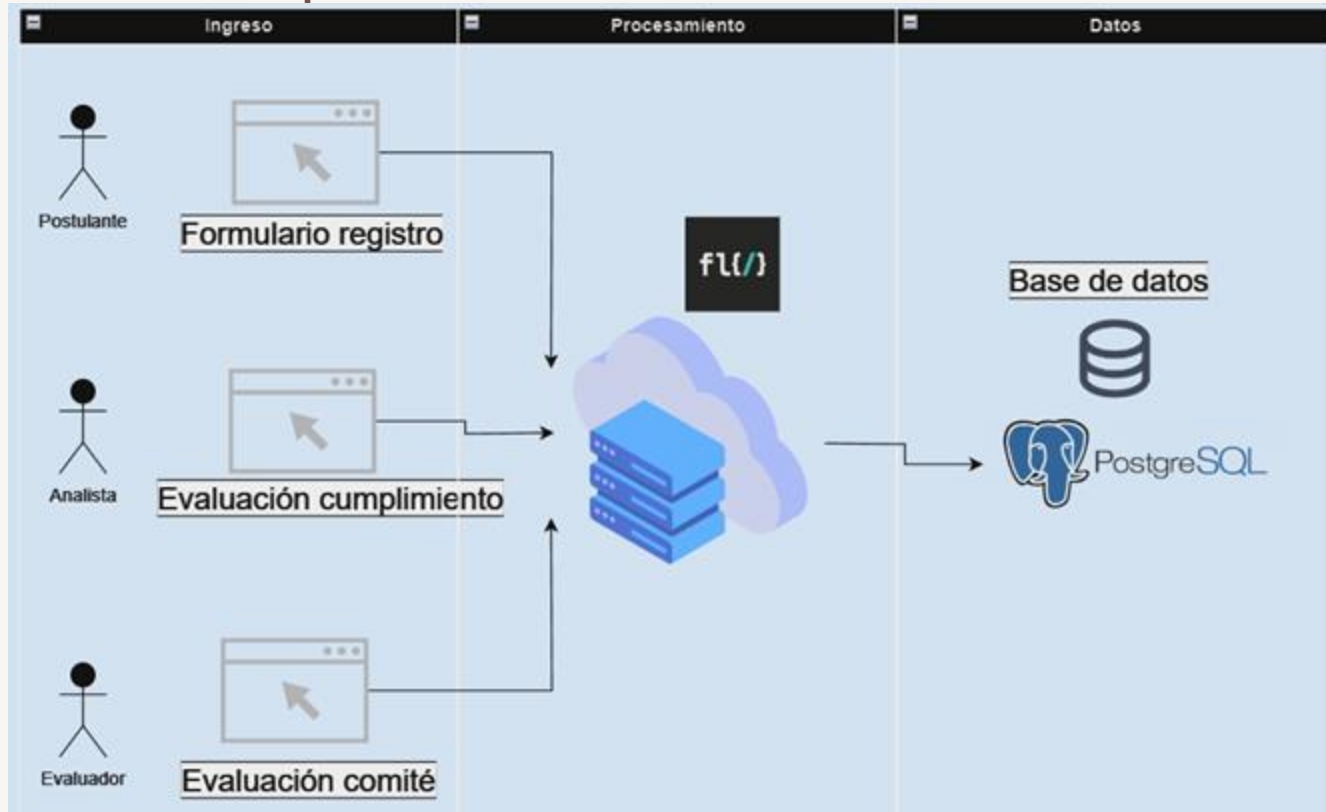 Ingreso
Procesamiento
Datos
Postulante
Formulario registro
fl{/}
Base de datos
PostgreSQL
Analista
Evaluación cumplimiento
Evaluador
Evaluación comité